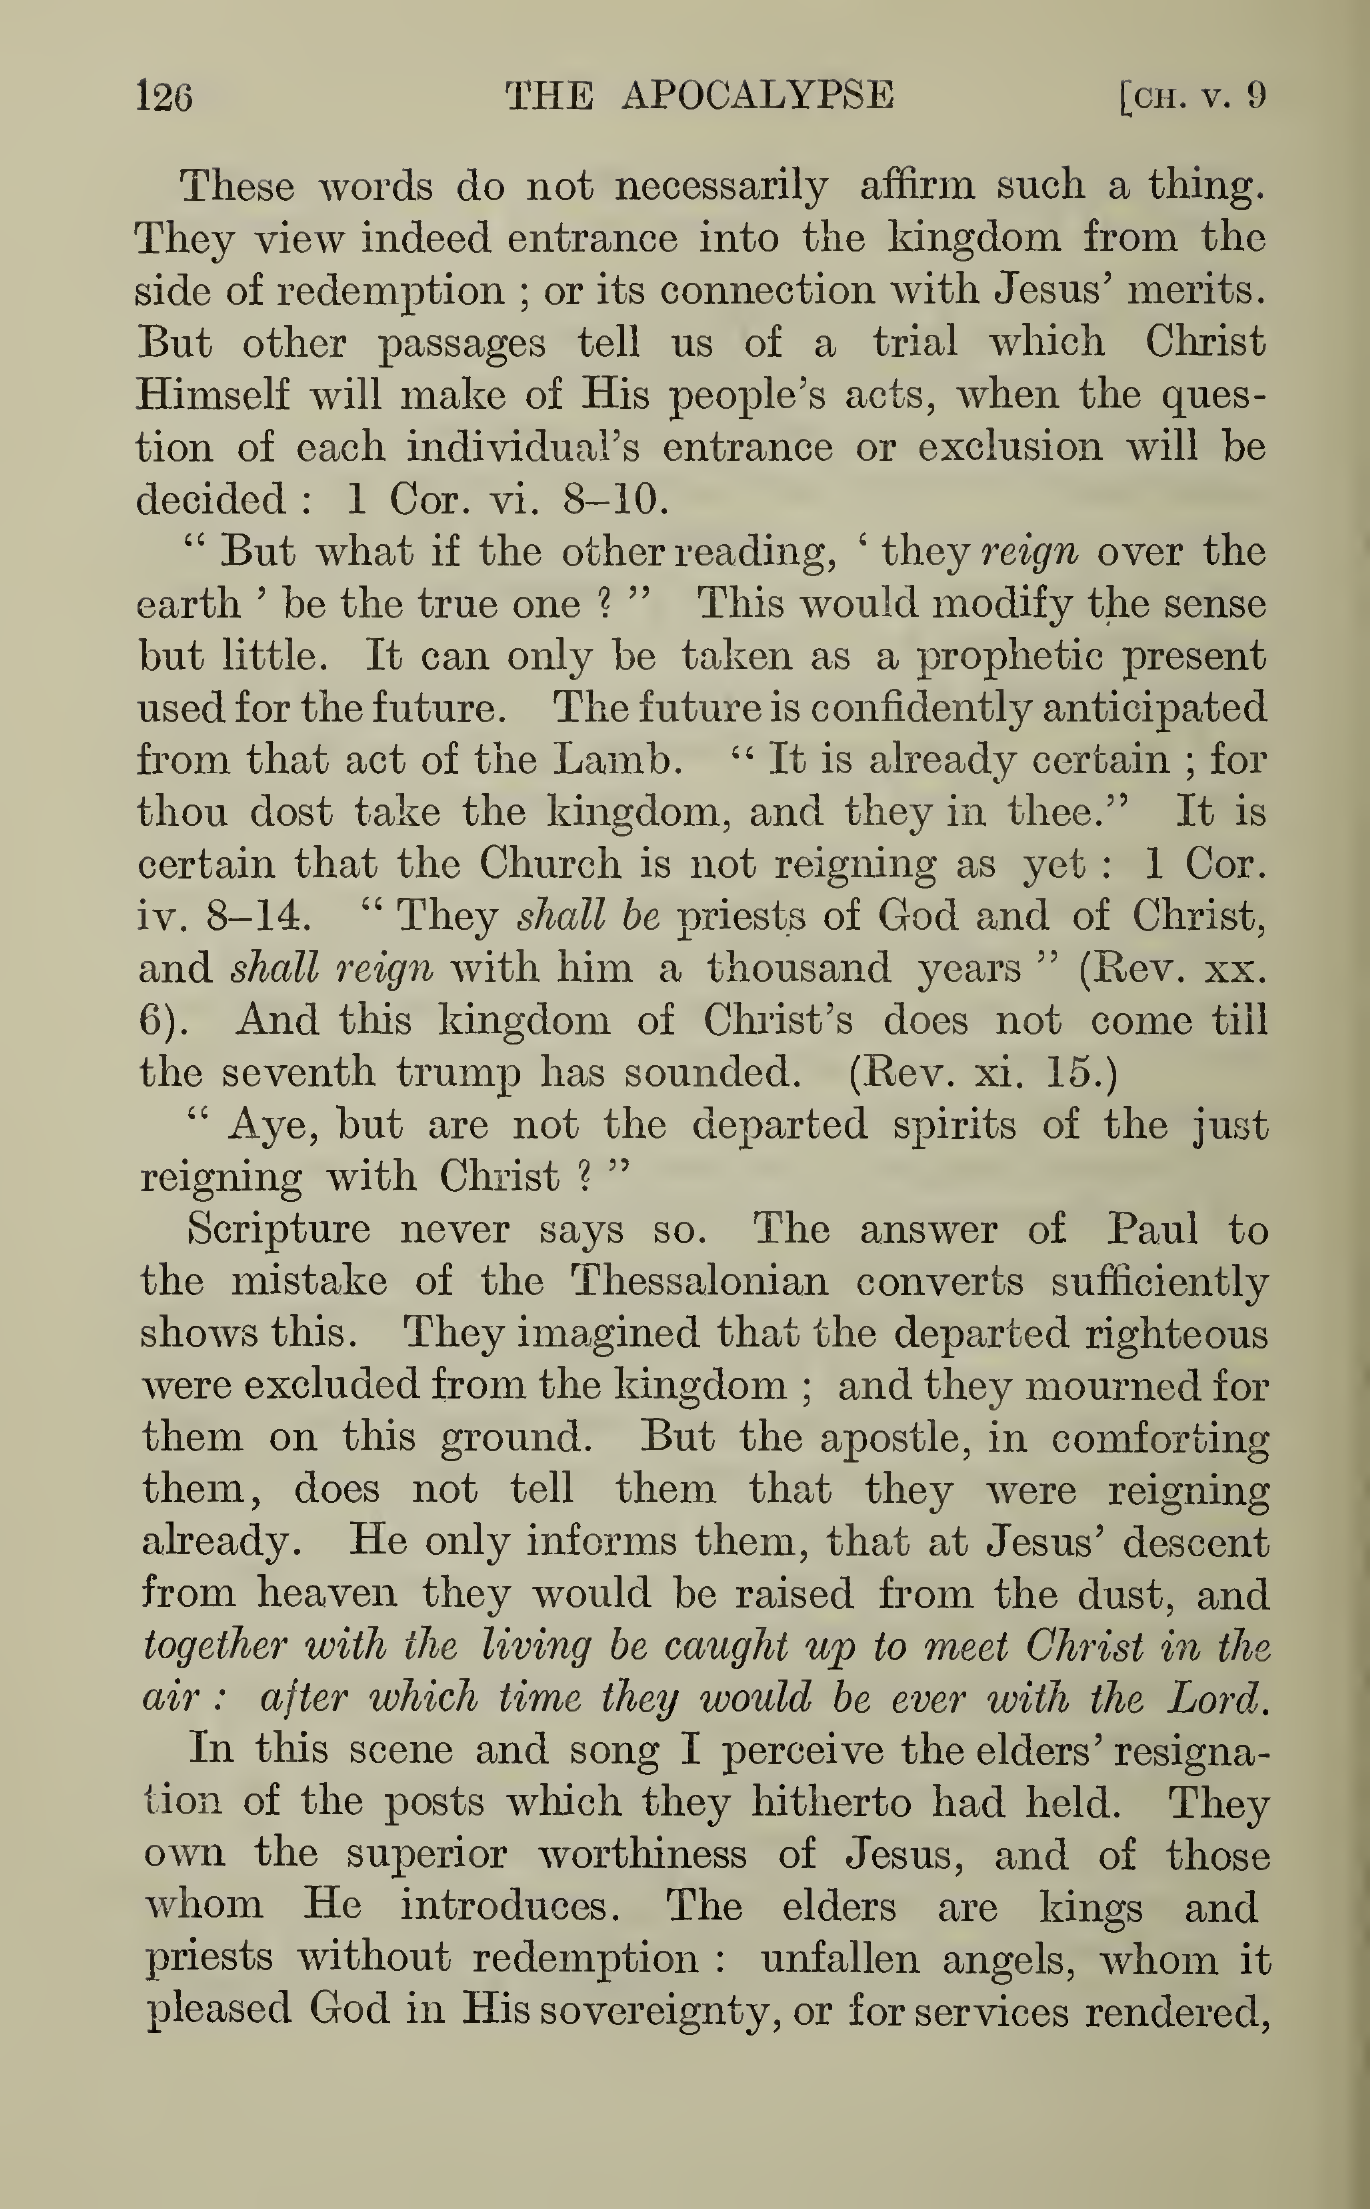 126 THE APOCALYPSE [CH. V. 9
These words do not necessarily affirm such a thing.
They view indeed entrance into the kingdom from the
side of redemption ; or its connection with Jesus' merits.
But other passages tell us of a trial which Christ
Himself will make of His people's acts, when the ques-
tion of each individual's entrance or exclusion will be
decided : 1 Cor. vi. 8–10.
“ But what if the other reading, ‘ they reign over the
earth ’ be the true one ? ” This would modify the sense
but little. It can only be taken as a prophetic present
used for the future. The future is confidently anticipated
from that act of the Lamb. “ It is already certain ; for
thou dost take the kingdom, and they in thee.” It is
certain that the Church is not reigning as yet : 1 Cor.
iv. 8–14. “ They shall be priests of God and of Christ,
and shall reign with him a thousand years ” (Rev. xx.
6). And this kingdom of Christ's does not come till
the seventh trump has sounded. (Rev. xi. 15.)
“ Aye, but are not the departed spirits of the just
reigning with Christ ? ”
Scripture never says so. The answer of Paul to
the mistake of the Thessalonian converts sufficiently
shows this. They imagined that the departed righteous
were excluded from the kingdom ; and they mourned for
them on this ground. But the apostle, in comforting
them, does not tell them that they were reigning
already. He only informs them, that at Jesus' descent
from heaven they would be raised from the dust, and
together with the living be caught up to meet Christ in the
air : after which time they would be ever with the Lord.
In this scene and song I perceive the elders' resigna-
tion of the posts which they hitherto had held. They
own the superior worthiness of Jesus, and of those
whom He introduces. The elders are kings and
priests without redemption : unfallen angels, whom it
pleased God in His sovereignty, or for services rendered,